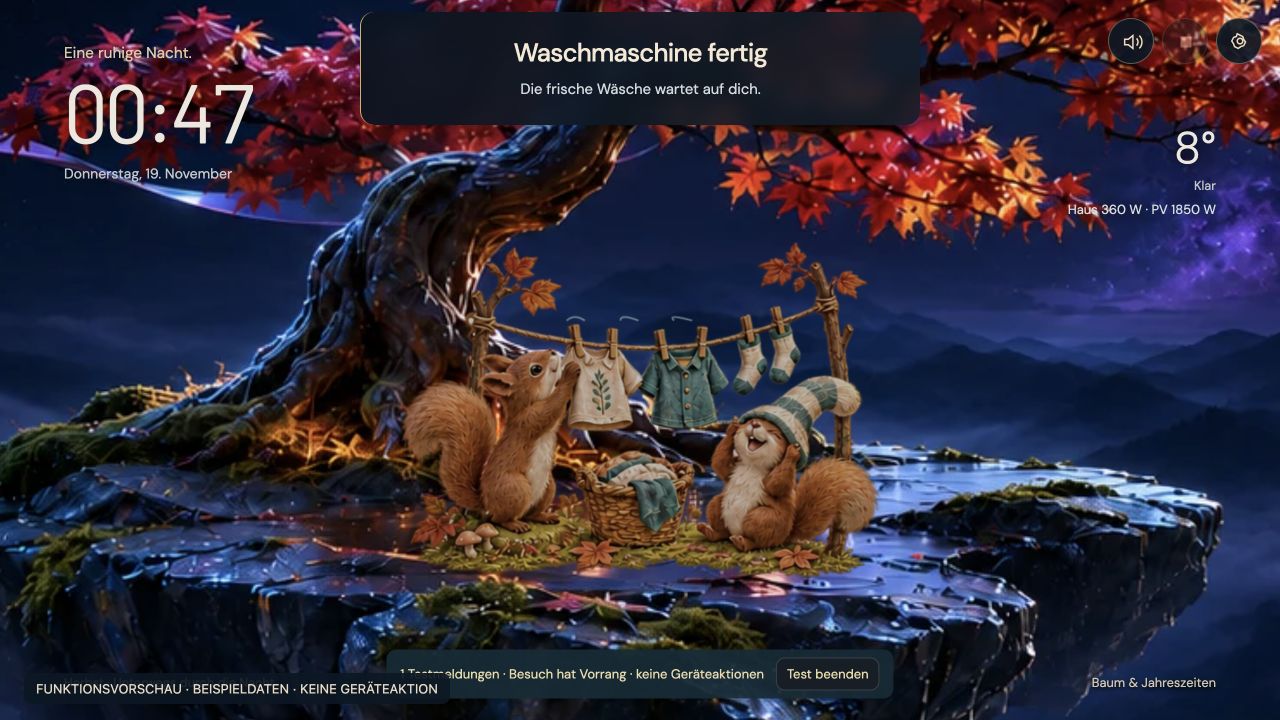 Eine ruhige Nacht.
00:47
Donnerstag, 19. November
Waschmaschine fertig
Die frische Wäsche wartet auf dich.
8°
Klar
Haus 360 W · PV 1850 W
1 Testmeldungen · Besuch hat Vorrang · keine Geräteaktionen
Test beenden
FUNKTIONSVORSCHAU · BEISPIELDATEN · KEINE GERÄTEAKTION
Baum & Jahreszeiten